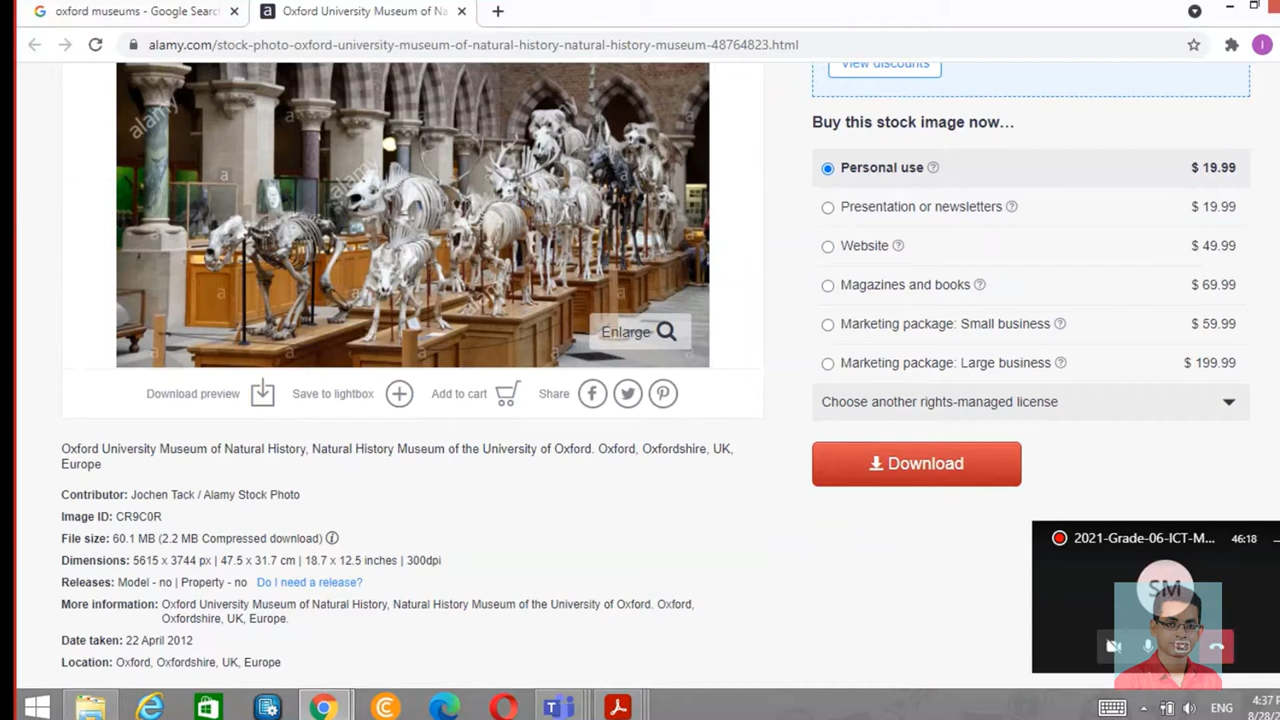 oxford museums - Google Searc
Oxford University Museum of Na
alamy.com/stock-photo-oxford-university-museum-of-natural-history-natural-history-museum-48764823.html
View discounts
Buy this stock image now…
Personal use $ 19.99
Presentation or newsletters $ 19.99
Website $ 49.99
Magazines and books $ 69.99
Marketing package: Small business $ 59.99
Marketing package: Large business $ 199.99
Choose another rights-managed license
Download
alamy
alamy
alamy
Enlarge
Download preview
Save to lightbox
Add to cart
Share
Oxford University Museum of Natural History, Natural History Museum of the University of Oxford. Oxford, Oxfordshire, UK,
Europe
Contributor: Jochen Tack / Alamy Stock Photo
Image ID: CR9C0R
File size: 60.1 MB (2.2 MB Compressed download)
Dimensions: 5615 x 3744 px | 47.5 x 31.7 cm | 18.7 x 12.5 inches | 300dpi
Releases: Model - no | Property - no Do I need a release?
More information: Oxford University Museum of Natural History, Natural History Museum of the University of Oxford. Oxford,
Oxfordshire, UK, Europe.
Date taken: 22 April 2012
Location: Oxford, Oxfordshire, UK, Europe
2021-Grade-06-ICT-M... 46:18
SM
ENG
4:37 P
8/28/2